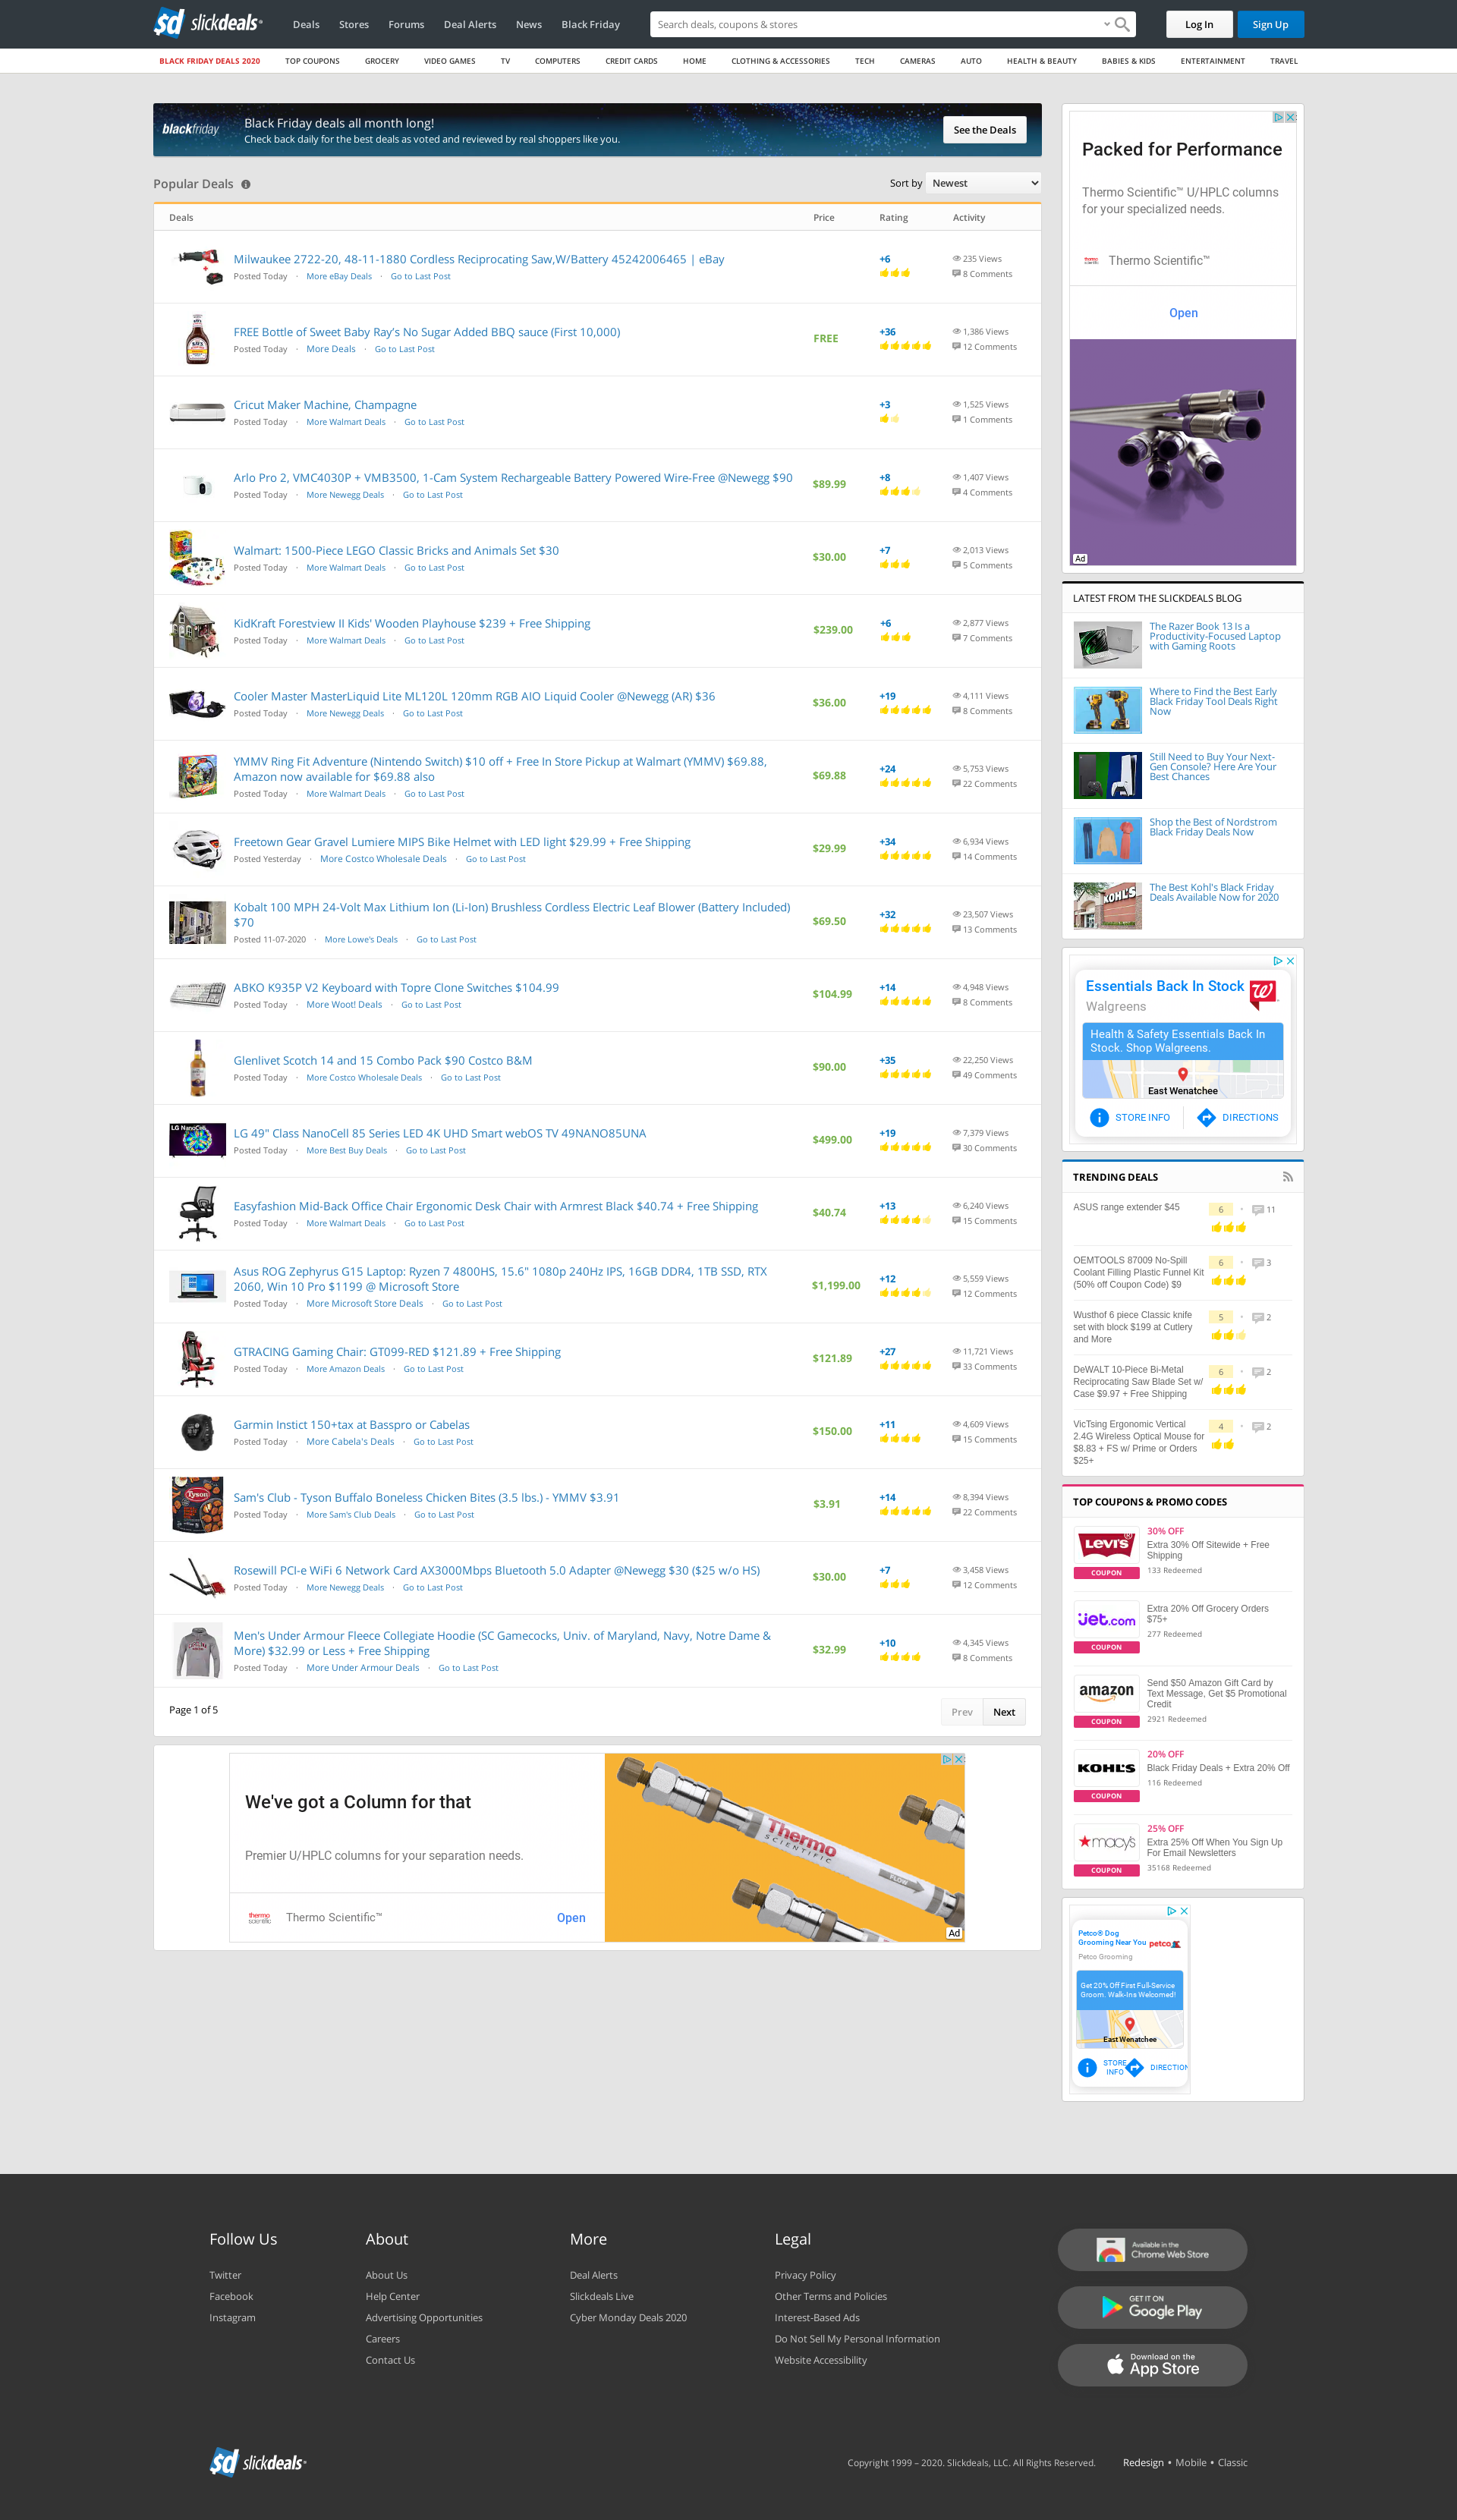 sd slickdeals
Deals Stores Forums Deal Alerts News Black Friday
Search deals, coupons & stores
Log In Sign Up
BLACK FRIDAY DEALS 2020 TOP COUPONS GROCERY VIDEO GAMES TV COMPUTERS CREDIT CARDS HOME CLOTHING & ACCESSORIES TECH CAMERAS AUTO HEALTH & BEAUTY BABIES & KIDS ENTERTAINMENT TRAVEL
blackfriday
Black Friday deals all month long!
Check back daily for the best deals as voted and reviewed by real shoppers like you.
See the Deals
Popular Deals
Sort by Newest
Deals Price Rating Activity
Milwaukee 2722-20, 48-11-1880 Cordless Reciprocating Saw,W/Battery 45242006465 | eBay
Posted Today · More eBay Deals · Go to Last Post
+6
235 Views
8 Comments
FREE Bottle of Sweet Baby Ray's No Sugar Added BBQ sauce (First 10,000)
Posted Today · More Deals · Go to Last Post
FREE
+36
1,386 Views
12 Comments
Cricut Maker Machine, Champagne
Posted Today · More Walmart Deals · Go to Last Post
+3
1,525 Views
1 Comments
Arlo Pro 2, VMC4030P + VMB3500, 1-Cam System Rechargeable Battery Powered Wire-Free @Newegg $90
Posted Today · More Newegg Deals · Go to Last Post
$89.99
+8
1,407 Views
4 Comments
Walmart: 1500-Piece LEGO Classic Bricks and Animals Set $30
Posted Today · More Walmart Deals · Go to Last Post
$30.00
+7
2,013 Views
5 Comments
KidKraft Forestview II Kids' Wooden Playhouse $239 + Free Shipping
Posted Today · More Walmart Deals · Go to Last Post
$239.00
+6
2,877 Views
7 Comments
Cooler Master MasterLiquid Lite ML120L 120mm RGB AIO Liquid Cooler @Newegg (AR) $36
Posted Today · More Newegg Deals · Go to Last Post
$36.00
+19
4,111 Views
8 Comments
YMMV Ring Fit Adventure (Nintendo Switch) $10 off + Free In Store Pickup at Walmart (YMMV) $69.88,
Amazon now available for $69.88 also
Posted Today · More Walmart Deals · Go to Last Post
$69.88
+24
5,753 Views
22 Comments
Freetown Gear Gravel Lumiere MIPS Bike Helmet with LED light $29.99 + Free Shipping
Posted Yesterday · More Costco Wholesale Deals · Go to Last Post
$29.99
+34
6,934 Views
14 Comments
Kobalt 100 MPH 24-Volt Max Lithium Ion (Li-Ion) Brushless Cordless Electric Leaf Blower (Battery Included)
$70
Posted 11-07-2020 · More Lowe's Deals · Go to Last Post
$69.50
+32
23,507 Views
13 Comments
ABKO K935P V2 Keyboard with Topre Clone Switches $104.99
Posted Today · More Woot! Deals · Go to Last Post
$104.99
+14
4,948 Views
8 Comments
Glenlivet Scotch 14 and 15 Combo Pack $90 Costco B&M
Posted Today · More Costco Wholesale Deals · Go to Last Post
$90.00
+35
22,250 Views
49 Comments
LG NanoCell
LG 49" Class NanoCell 85 Series LED 4K UHD Smart webOS TV 49NANO85UNA
Posted Today · More Best Buy Deals · Go to Last Post
$499.00
+19
7,379 Views
30 Comments
Easyfashion Mid-Back Office Chair Ergonomic Desk Chair with Armrest Black $40.74 + Free Shipping
Posted Today · More Walmart Deals · Go to Last Post
$40.74
+13
6,240 Views
15 Comments
Asus ROG Zephyrus G15 Laptop: Ryzen 7 4800HS, 15.6" 1080p 240Hz IPS, 16GB DDR4, 1TB SSD, RTX
2060, Win 10 Pro $1199 @ Microsoft Store
Posted Today · More Microsoft Store Deals · Go to Last Post
$1,199.00
+12
5,559 Views
12 Comments
GTRACING Gaming Chair: GT099-RED $121.89 + Free Shipping
Posted Today · More Amazon Deals · Go to Last Post
$121.89
+27
11,721 Views
33 Comments
Garmin Instict 150+tax at Basspro or Cabelas
Posted Today · More Cabela's Deals · Go to Last Post
$150.00
+11
4,609 Views
15 Comments
Tyson
Sam's Club - Tyson Buffalo Boneless Chicken Bites (3.5 lbs.) - YMMV $3.91
Posted Today · More Sam's Club Deals · Go to Last Post
$3.91
+14
8,394 Views
22 Comments
Rosewill PCI-e WiFi 6 Network Card AX3000Mbps Bluetooth 5.0 Adapter @Newegg $30 ($25 w/o HS)
Posted Today · More Newegg Deals · Go to Last Post
$30.00
+7
3,458 Views
12 Comments
Men's Under Armour Fleece Collegiate Hoodie (SC Gamecocks, Univ. of Maryland, Navy, Notre Dame &
More) $32.99 or Less + Free Shipping
Posted Today · More Under Armour Deals · Go to Last Post
$32.99
+10
4,345 Views
8 Comments
Page 1 of 5
Prev Next
We've got a Column for that
Premier U/HPLC columns for your separation needs.
thermo scientific
Thermo Scientific™
Open
Thermo
SCIENTIFIC
FLOW
Ad
Packed for Performance
Thermo Scientific™ U/HPLC columns
for your specialized needs.
thermo scientific
Thermo Scientific™
Open
Ad
LATEST FROM THE SLICKDEALS BLOG
The Razer Book 13 Is a
Productivity-Focused Laptop
with Gaming Roots
Where to Find the Best Early
Black Friday Tool Deals Right
Now
Still Need to Buy Your Next-
Gen Console? Here Are Your
Best Chances
Shop the Best of Nordstrom
Black Friday Deals Now
KOHL'S
The Best Kohl's Black Friday
Deals Available Now for 2020
Essentials Back In Stock
Walgreens
Health & Safety Essentials Back In
Stock. Shop Walgreens.
East Wenatchee
STORE INFO
DIRECTIONS
TRENDING DEALS
ASUS range extender $45
6 · 11
OEMTOOLS 87009 No-Spill
Coolant Filling Plastic Funnel Kit
(50% off Coupon Code) $9
6 · 3
Wusthof 6 piece Classic knife
set with block $199 at Cutlery
and More
5 · 2
DeWALT 10-Piece Bi-Metal
Reciprocating Saw Blade Set w/
Case $9.97 + Free Shipping
6 · 2
VicTsing Ergonomic Vertical
2.4G Wireless Optical Mouse for
$8.83 + FS w/ Prime or Orders
$25+
4 · 2
TOP COUPONS & PROMO CODES
LEVI'S
COUPON
30% OFF
Extra 30% Off Sitewide + Free
Shipping
133 Redeemed
jet.com
COUPON
Extra 20% Off Grocery Orders
$75+
277 Redeemed
amazon
COUPON
Send $50 Amazon Gift Card by
Text Message, Get $5 Promotional
Credit
2921 Redeemed
KOHL'S
COUPON
20% OFF
Black Friday Deals + Extra 20% Off
116 Redeemed
macy's
COUPON
25% OFF
Extra 25% Off When You Sign Up
For Email Newsletters
35168 Redeemed
Petco® Dog
Grooming Near You
petco
Petco Grooming
Get 20% Off First Full-Service
Groom. Walk-Ins Welcomed!
East Wenatchee
STORE
INFO
DIRECTION
Follow Us
Twitter
Facebook
Instagram
About
About Us
Help Center
Advertising Opportunities
Careers
Contact Us
More
Deal Alerts
Slickdeals Live
Cyber Monday Deals 2020
Legal
Privacy Policy
Other Terms and Policies
Interest-Based Ads
Do Not Sell My Personal Information
Website Accessibility
Available in the
Chrome Web Store
GET IT ON
Google Play
Download on the
App Store
sd slickdeals
Copyright 1999 – 2020. Slickdeals, LLC. All Rights Reserved.
Redesign • Mobile • Classic